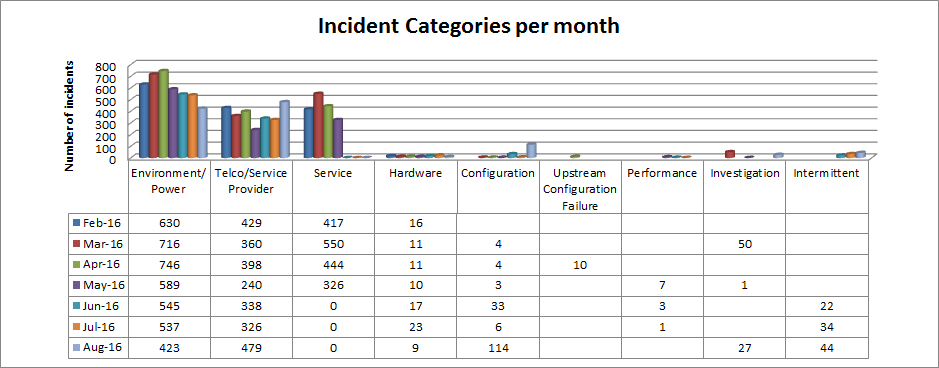 Incident Categories per month
Number of incidents
800
700
600
500
400
300
200
100
0
Environment/ Power Telco/Service Provider Service Hardware Configuration Upstream Configuration Failure Performance Investigation Intermittent
Feb-16 630 429 417 16
Mar-16 716 360 550 11 4 50
Apr-16 746 398 444 11 4 10
May-16 589 240 326 10 3 7 1
Jun-16 545 338 0 17 33 3 22
Jul-16 537 326 0 23 6 1 34
Aug-16 423 479 0 9 114 27 44